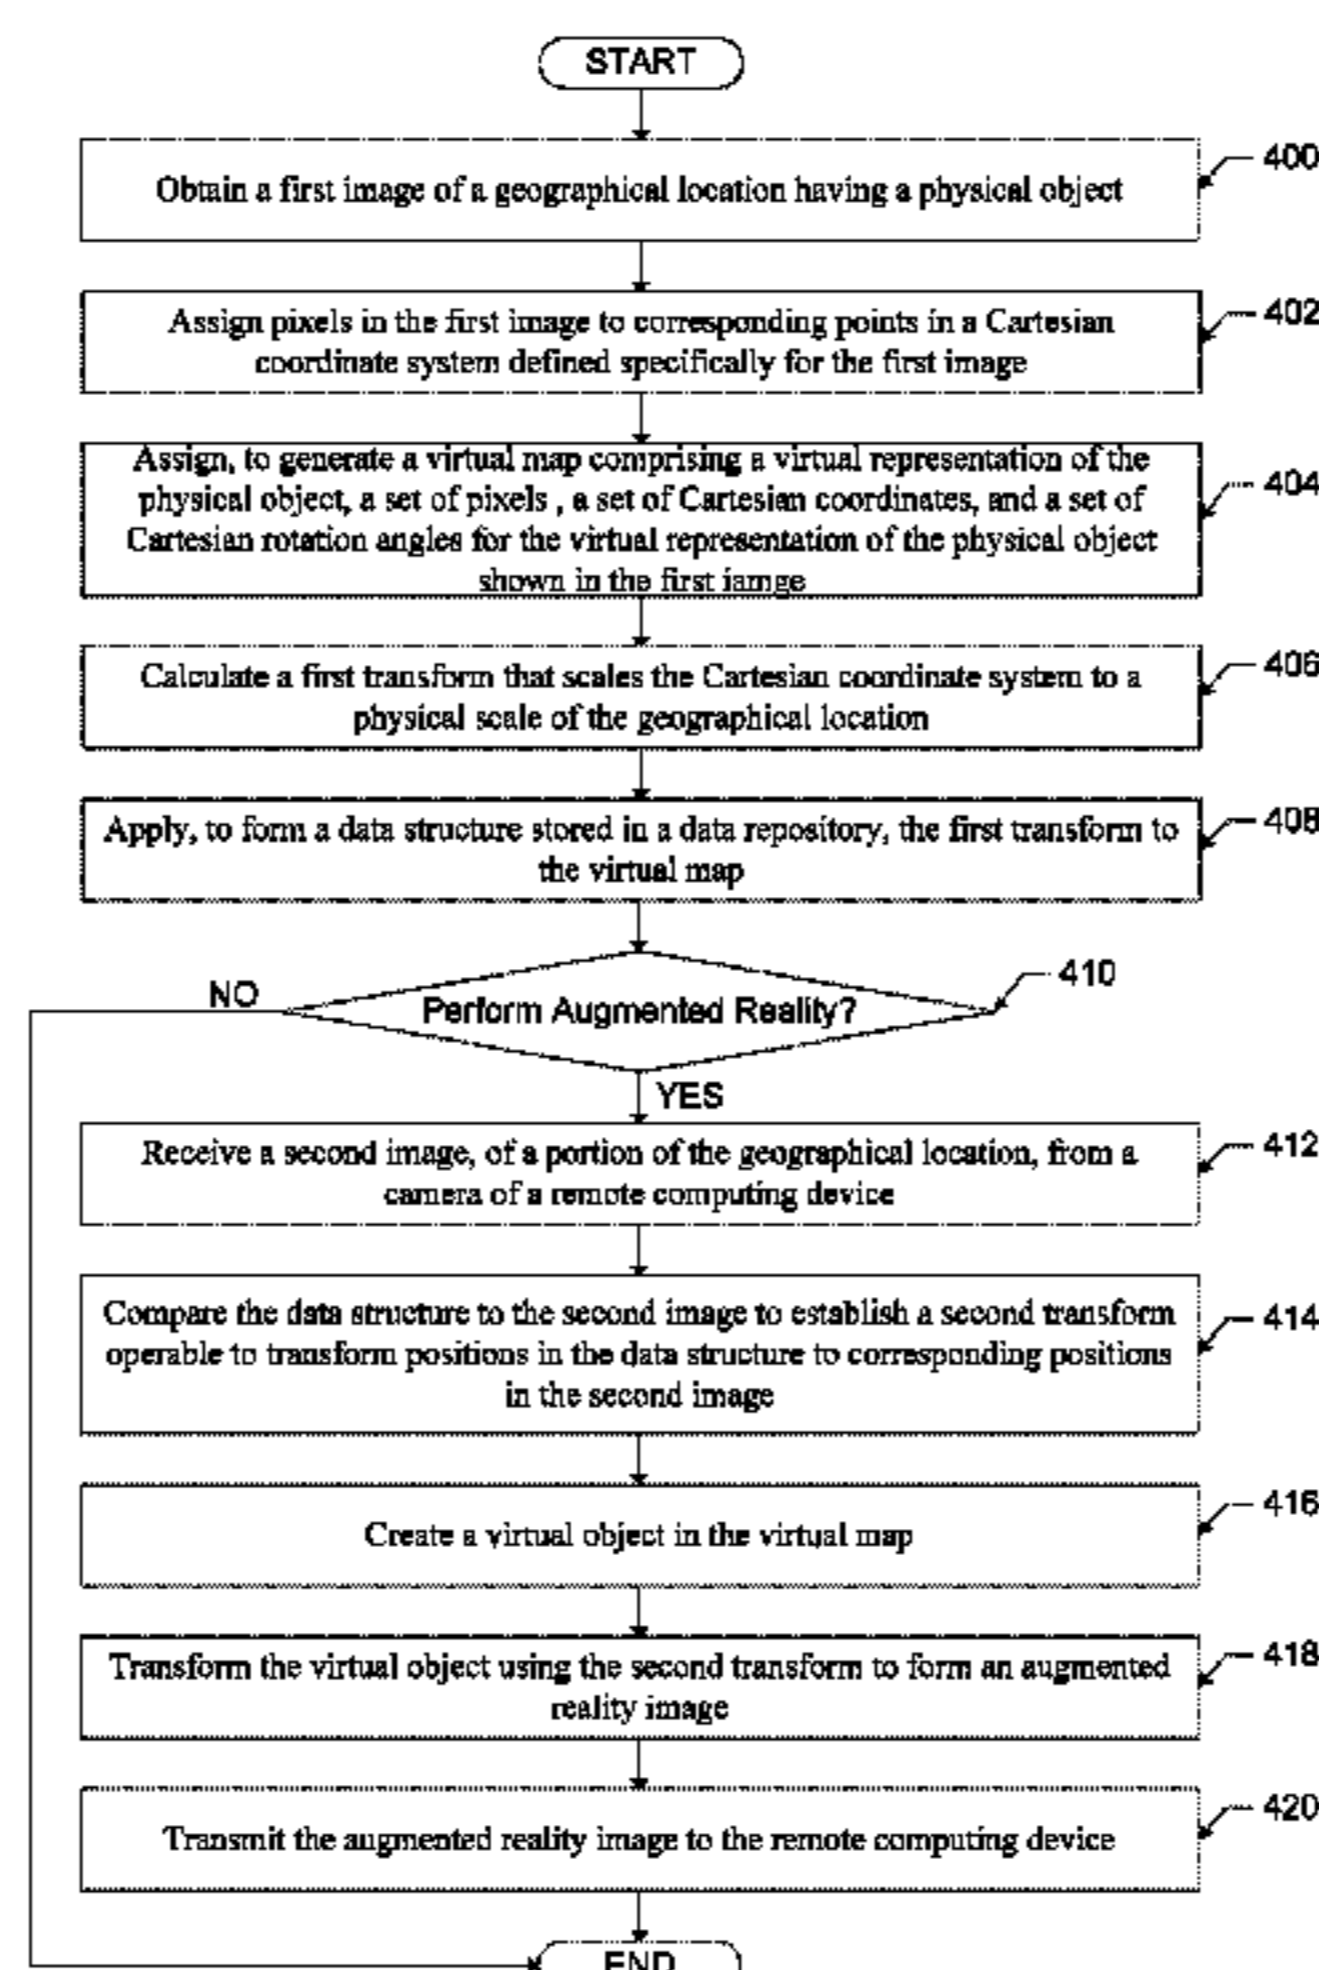 START
Obtain a first image of a geographical location having a physical object
400
Assign pixels in the first image to corresponding points in a Cartesian
coordinate system defined specifically for the first image
402
Assign, to generate a virtual map comprising a virtual representation of the
physical object, a set of pixels , a set of Cartesian coordinates, and a set of
Cartesian rotation angles for the virtual representation of the physical object
shown in the first iamge
404
Calculate a first transform that scales the Cartesian coordinate system to a
physical scale of the geographical location
406
Apply, to form a data structure stored in a data repository, the first transform to
the virtual map
408
Perform Augmented Reality?
410
NO
YES
Receive a second image, of a portion of the geographical location, from a
camera of a remote computing device
412
Compare the data structure to the second image to establish a second transform
operable to transform positions in the data structure to corresponding positions
in the second image
414
Create a virtual object in the virtual map
416
Transform the virtual object using the second transform to form an augmented
reality image
418
Transmit the augmented reality image to the remote computing device
420
END